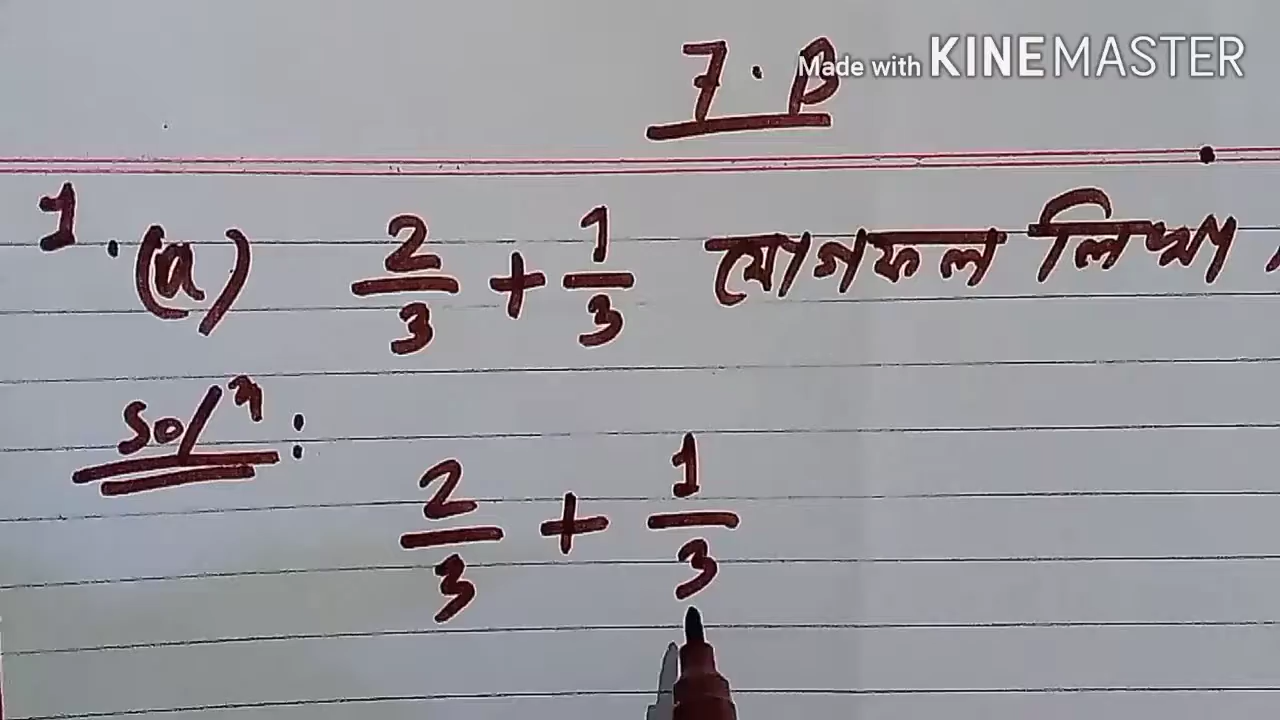 7. B
Made with KINEMASTER
1. (a) 2/3 + 1/3 যোগফল লিখা
Solⁿ :
2/3 + 1/3